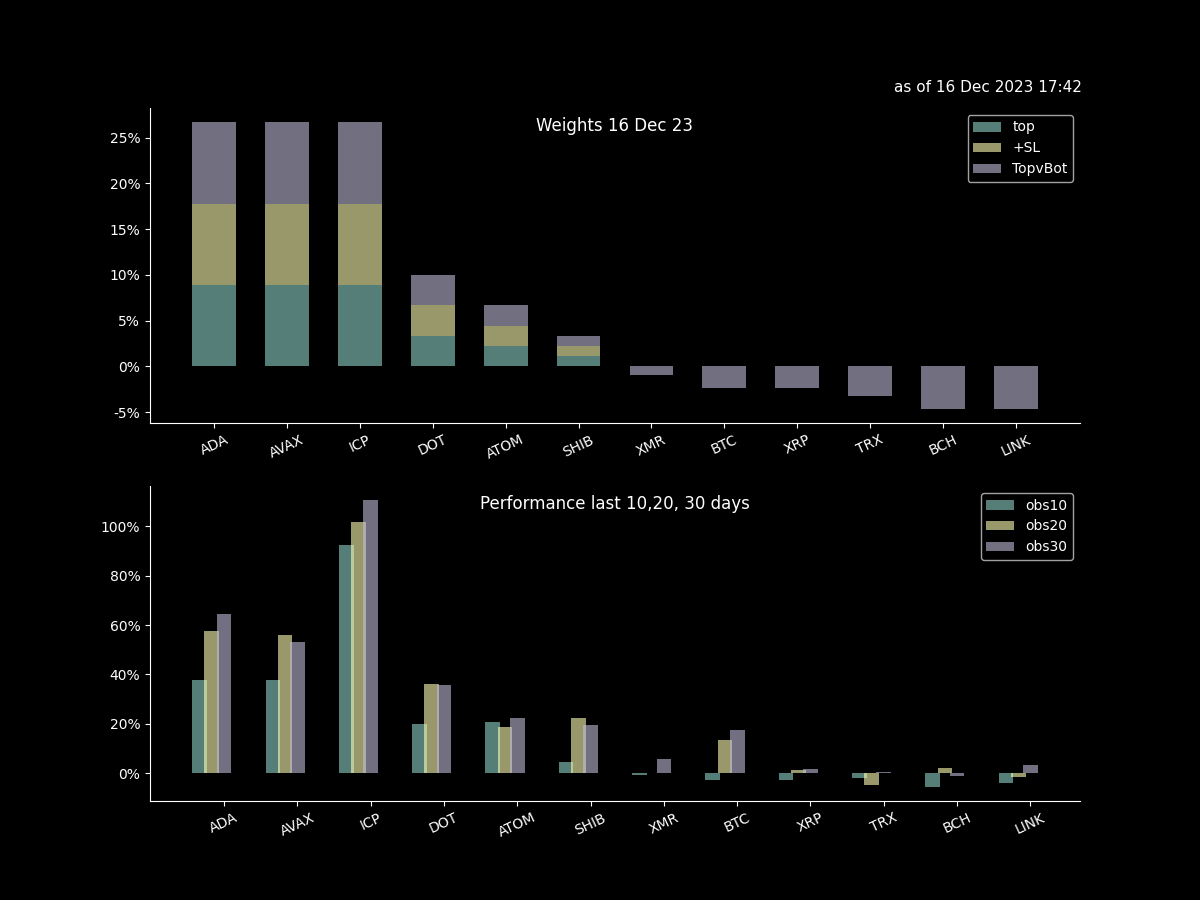 as of 16 Dec 2023 17:42
Weights 16 Dec 23
top
+SL
TopvBot
25%
20%
15%
10%
5%
0%
-5%
ADA AVAX ICP DOT ATOM SHIB XMR BTC XRP TRX BCH LINK
Performance last 10,20, 30 days
obs10
obs20
obs30
100%
80%
60%
40%
20%
0%
ADA AVAX ICP DOT ATOM SHIB XMR BTC XRP TRX BCH LINK